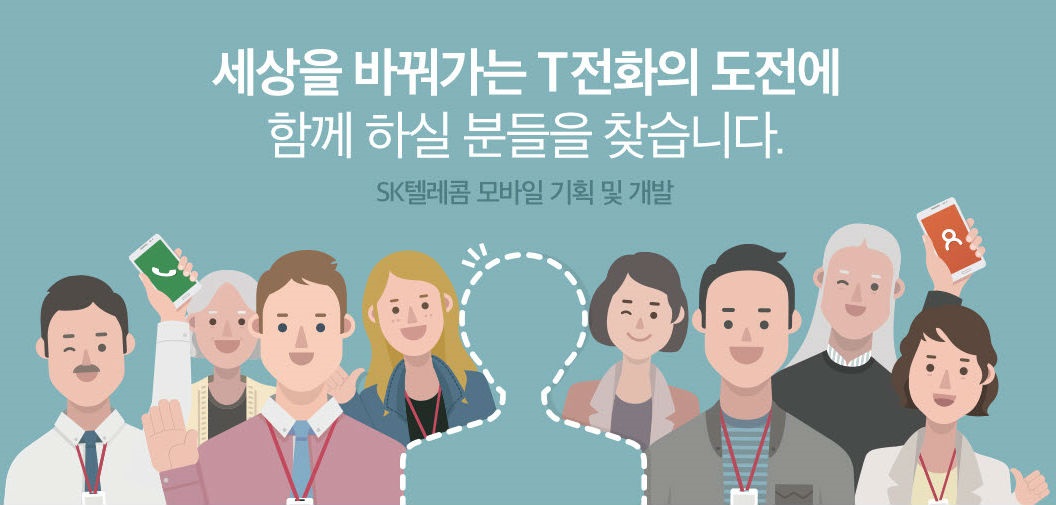 세상을 바꿔가는 T전화의 도전에
함께 하실 분들을 찾습니다.
SK텔레콤 모바일 기획 및 개발